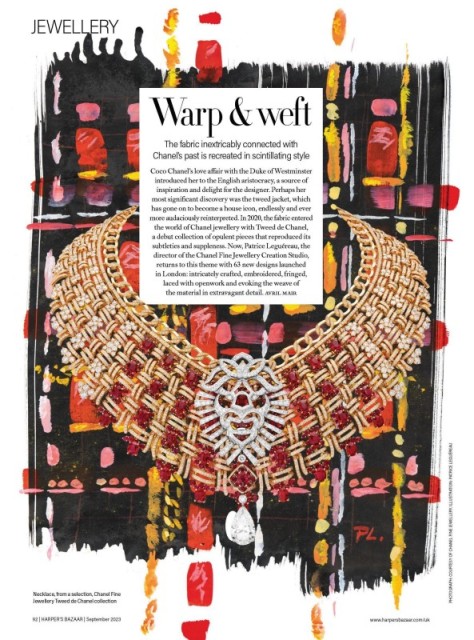 JEWELLERY
Warp & weft
The fabric inextricably connected with
Chanel's past is recreated in scintillating style
Coco Chanel's love affair with the Duke of Westminster
introduced her to the English aristocracy, a source of
inspiration and delight for the designer. Perhaps her
most significant discovery was the tweed jacket, which
has gone on to become a house icon, endlessly and ever
more audaciously reinterpreted. In 2020, the fabric entered
the world of Chanel jewellery with Tweed de Chanel,
a debut collection of opulent pieces that reproduced its
subtleties and suppleness. Now, Patrice Leguéreau, the
director of the Chanel Fine Jewellery Creation Studio,
returns to this theme with 63 new designs launched
in London: intricately crafted, embroidered, fringed,
laced with openwork and evoking the weave of
the material in extravagant detail. AVRIL MAIR
PL.
Necklace, from a selection, Chanel Fine
Jewellery Tweed de Chanel collection
92 | HARPER'S BAZAAR | September 2023
www.harpersbazaar.com/uk
PHOTOGRAPH: COURTESY OF CHANEL FINE JEWELLERY. ILLUSTRATION: PATRICE LEGUÉREAU